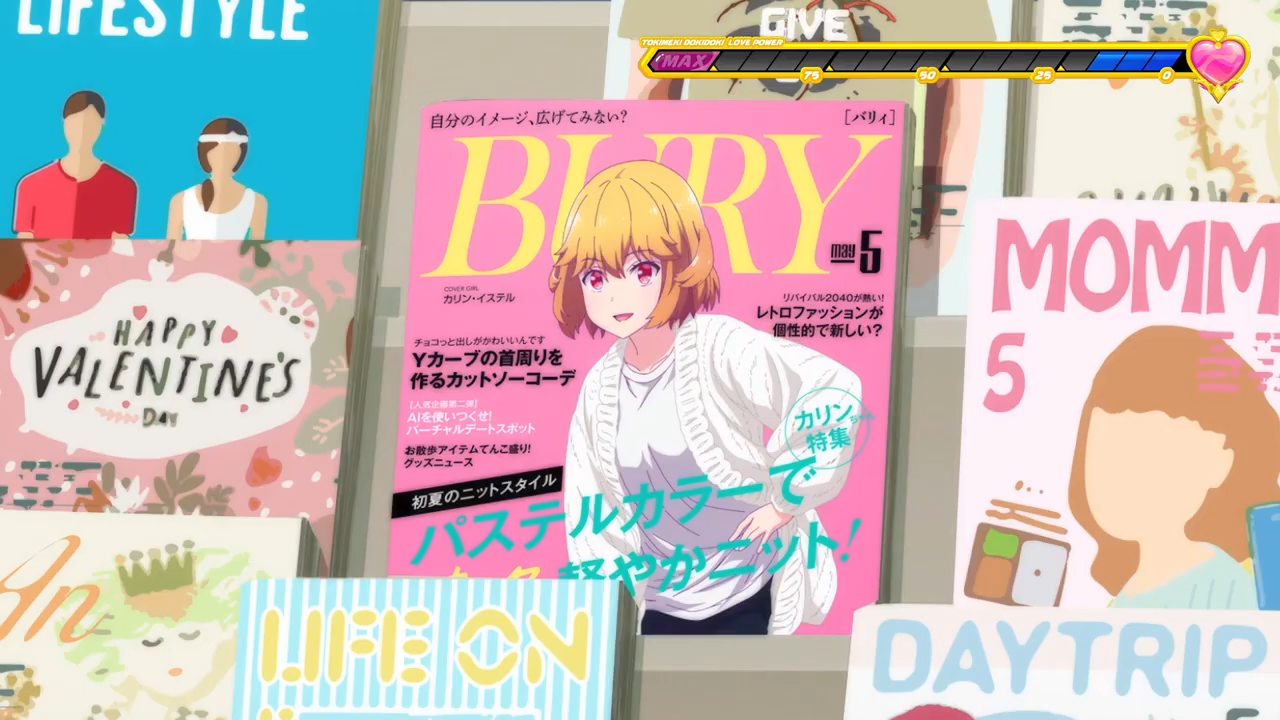 LIFESTYLE
GIVE
TOKIMEKI DOKIDOKI LOVE POWER
MAX
75
50
25
0
自分のイメージ、広げてみない?
[バリィ]
BURY
may 5
COVER GIRL
カリン・イステル
リバイバル2040が熱い!
レトロファッションが
個性的で新しい?
チョコっと出しがかわいいんです
Yカーブの首周りを
作るカットソーコーデ
[人気企画第二弾]
AIを使いつくせ!
バーチャルデートスポット
お散歩アイテムてんこ盛り!
グッズニュース
カリンちゃん
特集
初夏のニットスタイル
パステルカラーで
軽やかニット!
HAPPY
VALENTINE'S
DAY
MOMM
5
In
LIFE ON
DAYTRIP